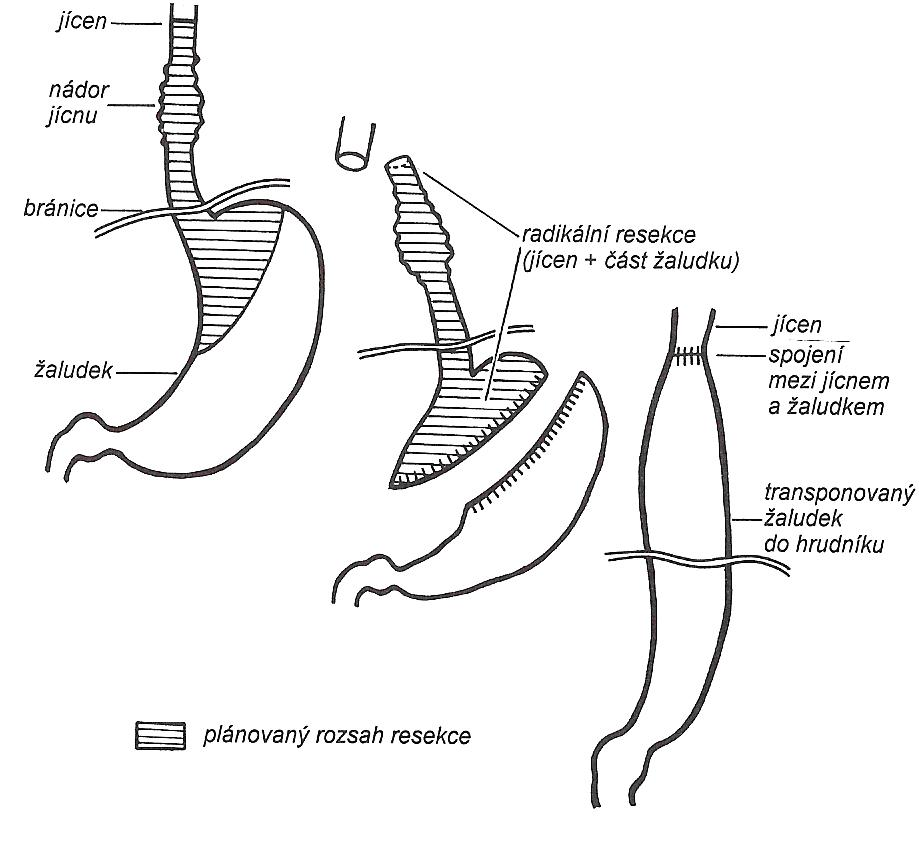 jícen
nádor
jícnu
bránice
žaludek
radikální resekce
(jícen + část žaludku)
jícen
spojení
mezi jícnem
a žaludkem
transponovaný
žaludek
do hrudníku
plánovaný rozsah resekce